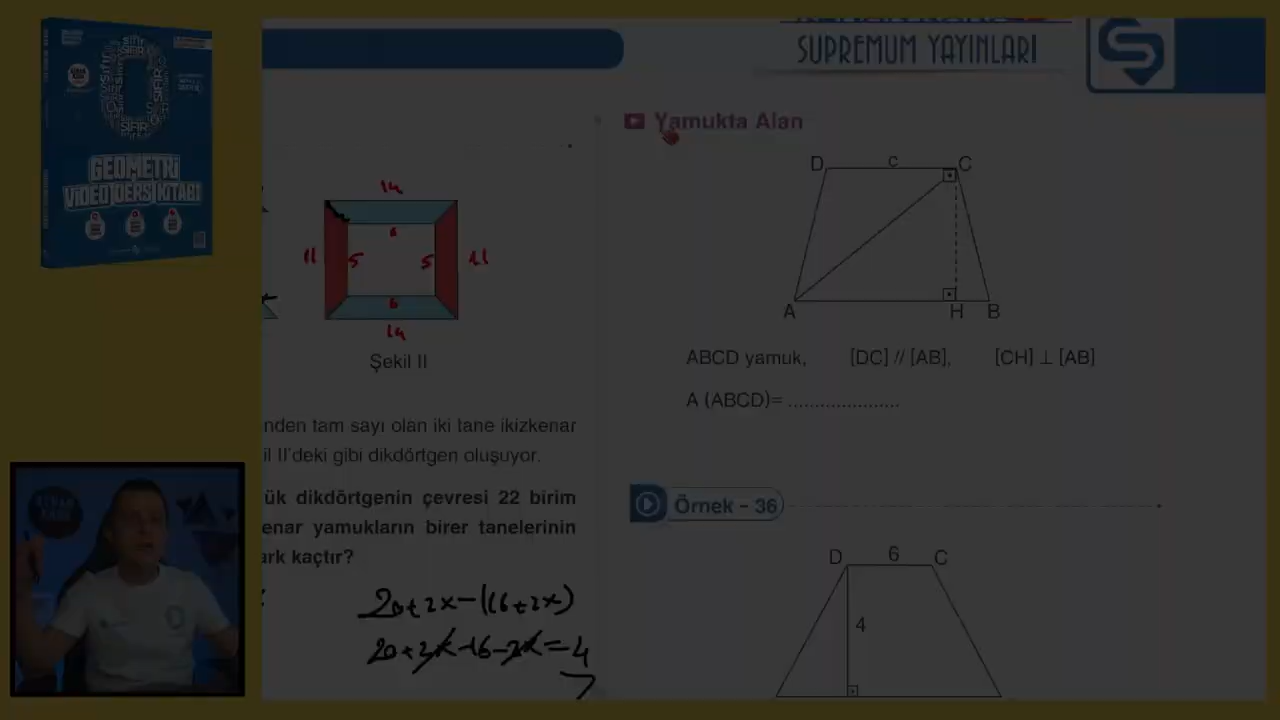 SUPREMUM YAYINLARI
sıfır
GEOMETRİ
VİDEO DERS KİTABI
14
6
11 5 5 11
6
14
Şekil II
nden tam sayı olan iki tane ikizkenar
il II'deki gibi dikdörtgen oluşuyor.
ük dikdörtgenin çevresi 22 birim
enar yamukların birer tanelerinin
ark kaçtır?
20+2x-(16+2x)
20+2x-16-2x=4
Yamukta Alan
D c C
A H B
ABCD yamuk, [DC] // [AB], [CH] ⊥ [AB]
A (ABCD)= .....................
Örnek - 36
D 6 C
4